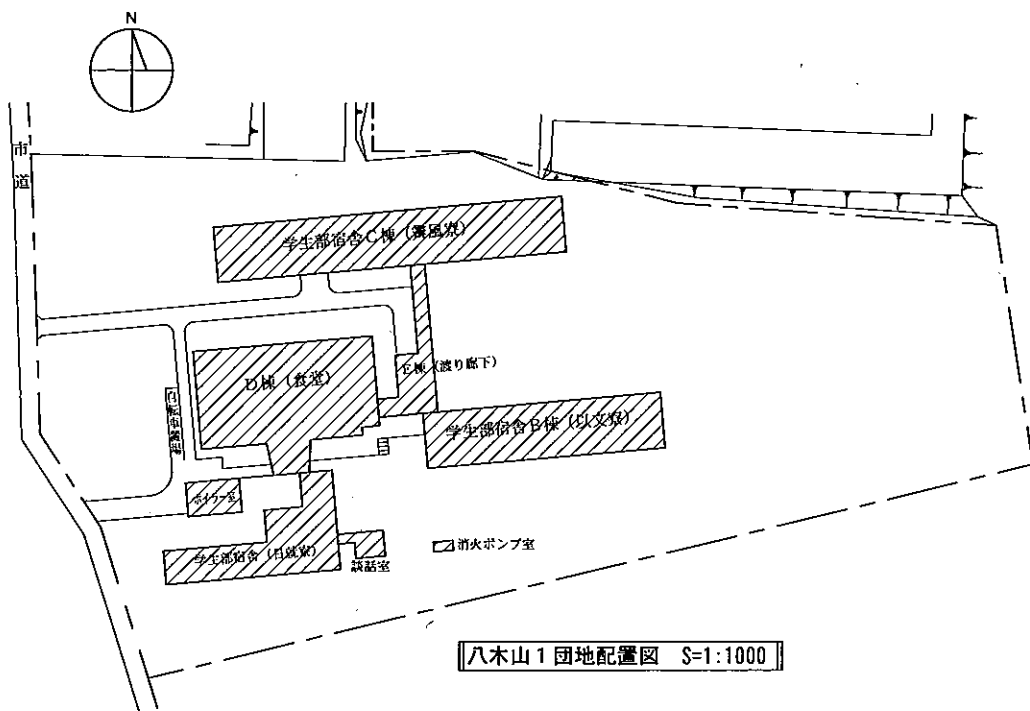 N
市道
学生部宿舎C棟（霽風寮）
E棟（渡り廊下）
D棟（食堂）
自転車置場
学生部宿舎B棟（以文寮）
ボイラー室
学生部宿舎（日就寮）
談話室
消火ポンプ室
八木山1団地配置図 S=1:1000